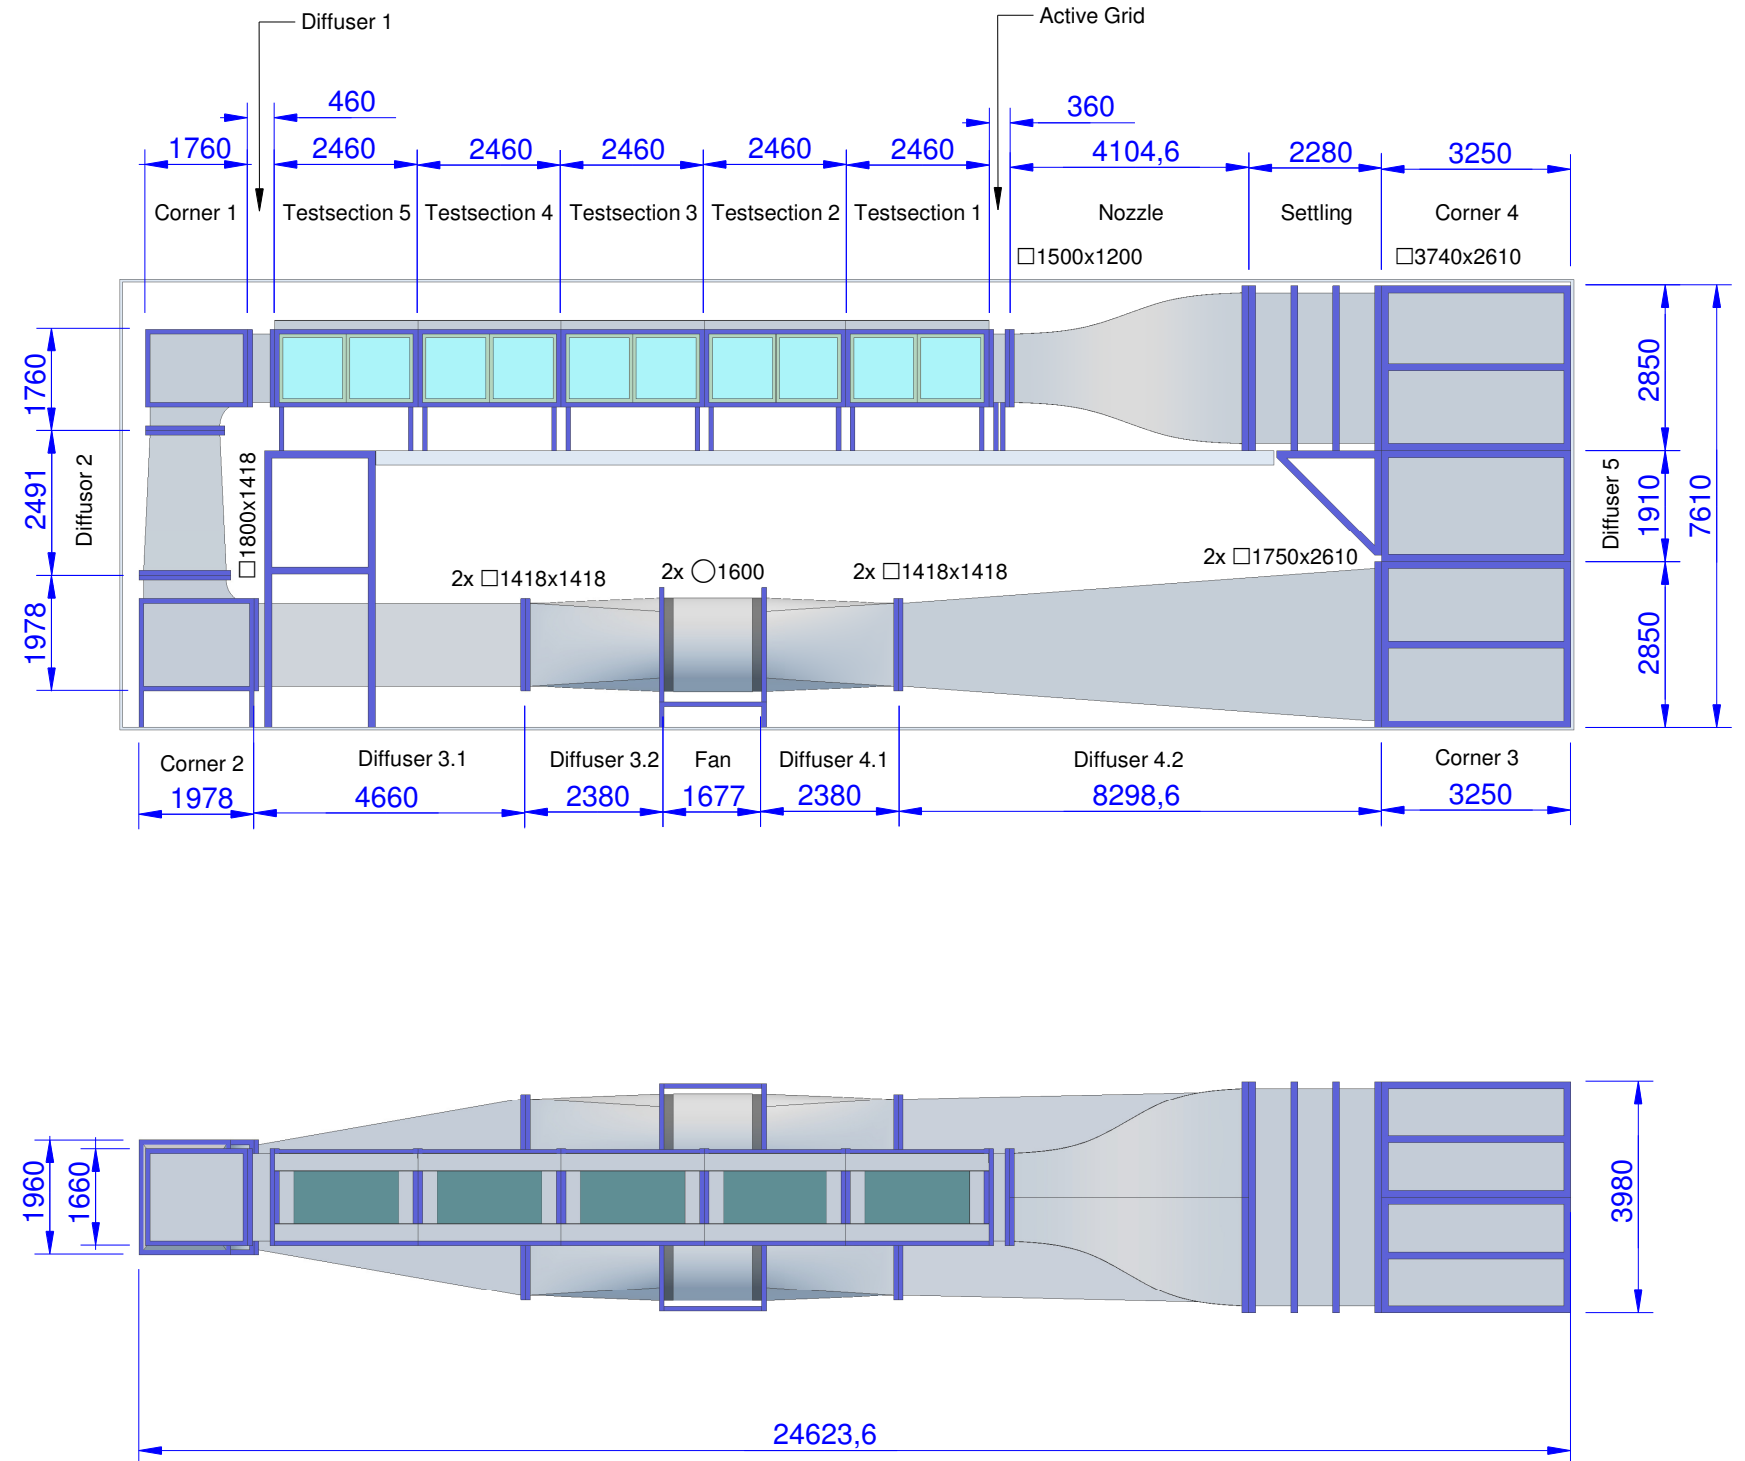 Diffuser 1
Active Grid
460
360
1760
2460
2460
2460
2460
2460
4104,6
2280
3250
Corner 1
Testsection 5
Testsection 4
Testsection 3
Testsection 2
Testsection 1
Nozzle
Settling
Corner 4
□1500x1200
□3740x2610
1760
2491
1978
Diffusor 2
□1800x1418
2x □1418x1418
2x ◯1600
2x □1418x1418
2x □1750x2610
Diffuser 5
2850
1910
2850
7610
Corner 2
Diffuser 3.1
Diffuser 3.2
Fan
Diffuser 4.1
Diffuser 4.2
Corner 3
1978
4660
2380
1677
2380
8298,6
3250
1960
1660
3980
24623,6